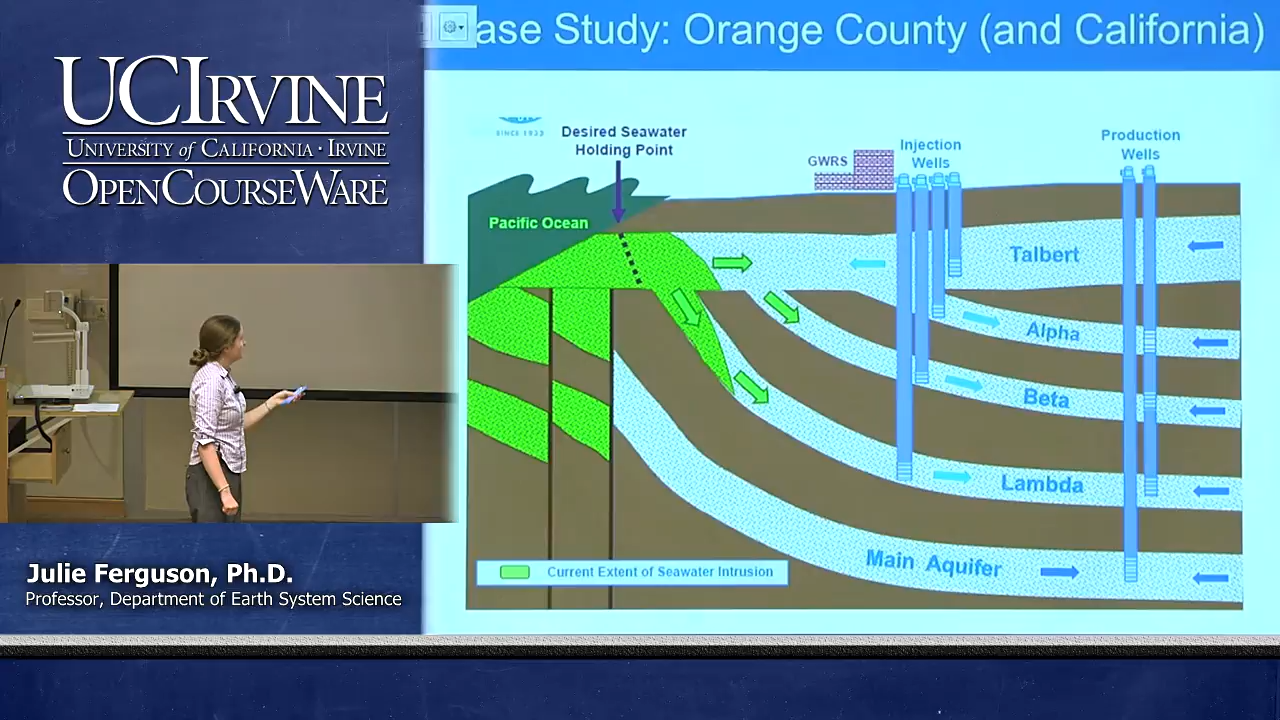 UCIRVINE
UNIVERSITY of CALIFORNIA · IRVINE
OPENCOURSEWARE
Julie Ferguson, Ph.D.
Professor, Department of Earth System Science
ase Study: Orange County (and California)
SINCE 1933
Desired Seawater
Holding Point
GWRS
Injection
Wells
Production
Wells
Pacific Ocean
Talbert
Alpha
Beta
Lambda
Main Aquifer
Current Extent of Seawater Intrusion